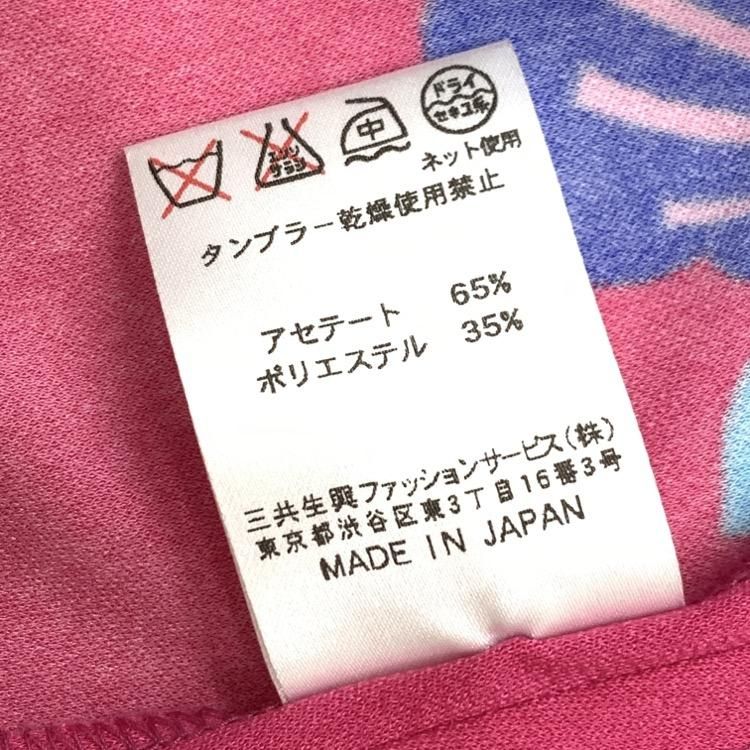 エンソ
サラシ
中
ドライ
セキユ系
ネット使用
タンブラー乾燥使用禁止
アセテート 65%
ポリエステル 35%
三共生興ファッションサービス(株)
東京都渋谷区東3丁目16番3号
MADE IN JAPAN